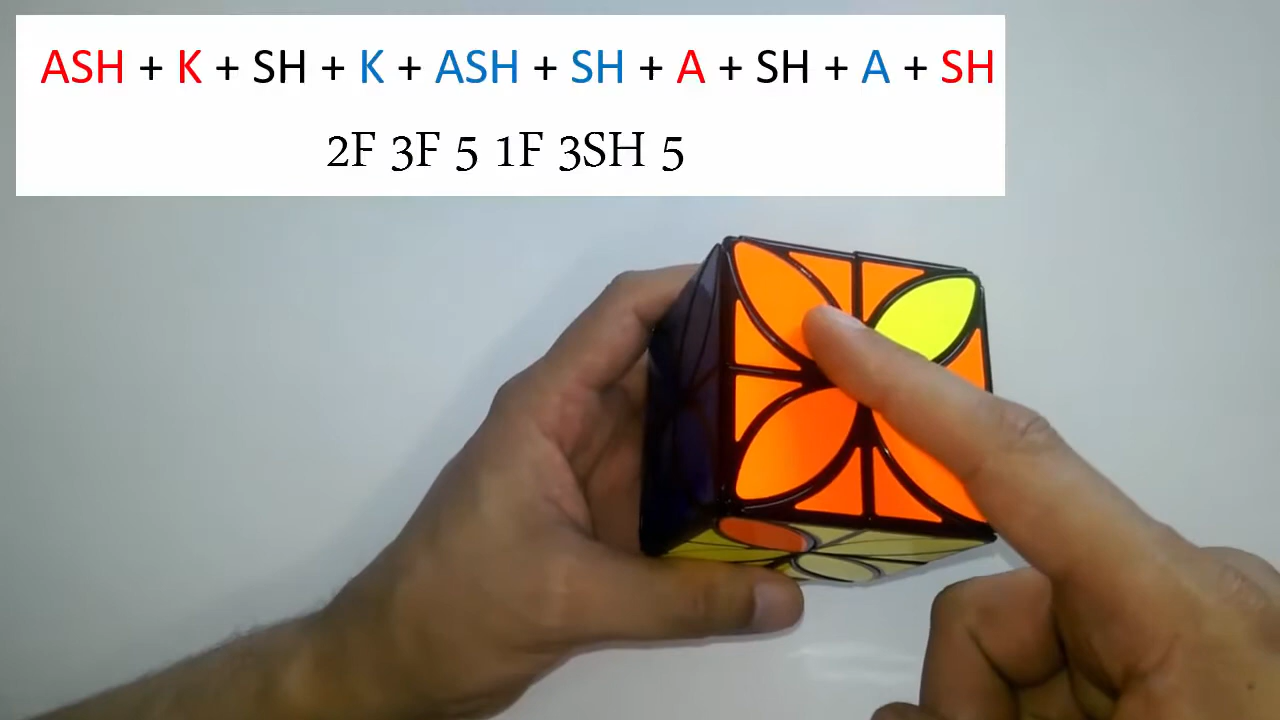 ASH + K + SH + K + ASH + SH + A + SH + A + SH
2F 3F 5 1F 3SH 5